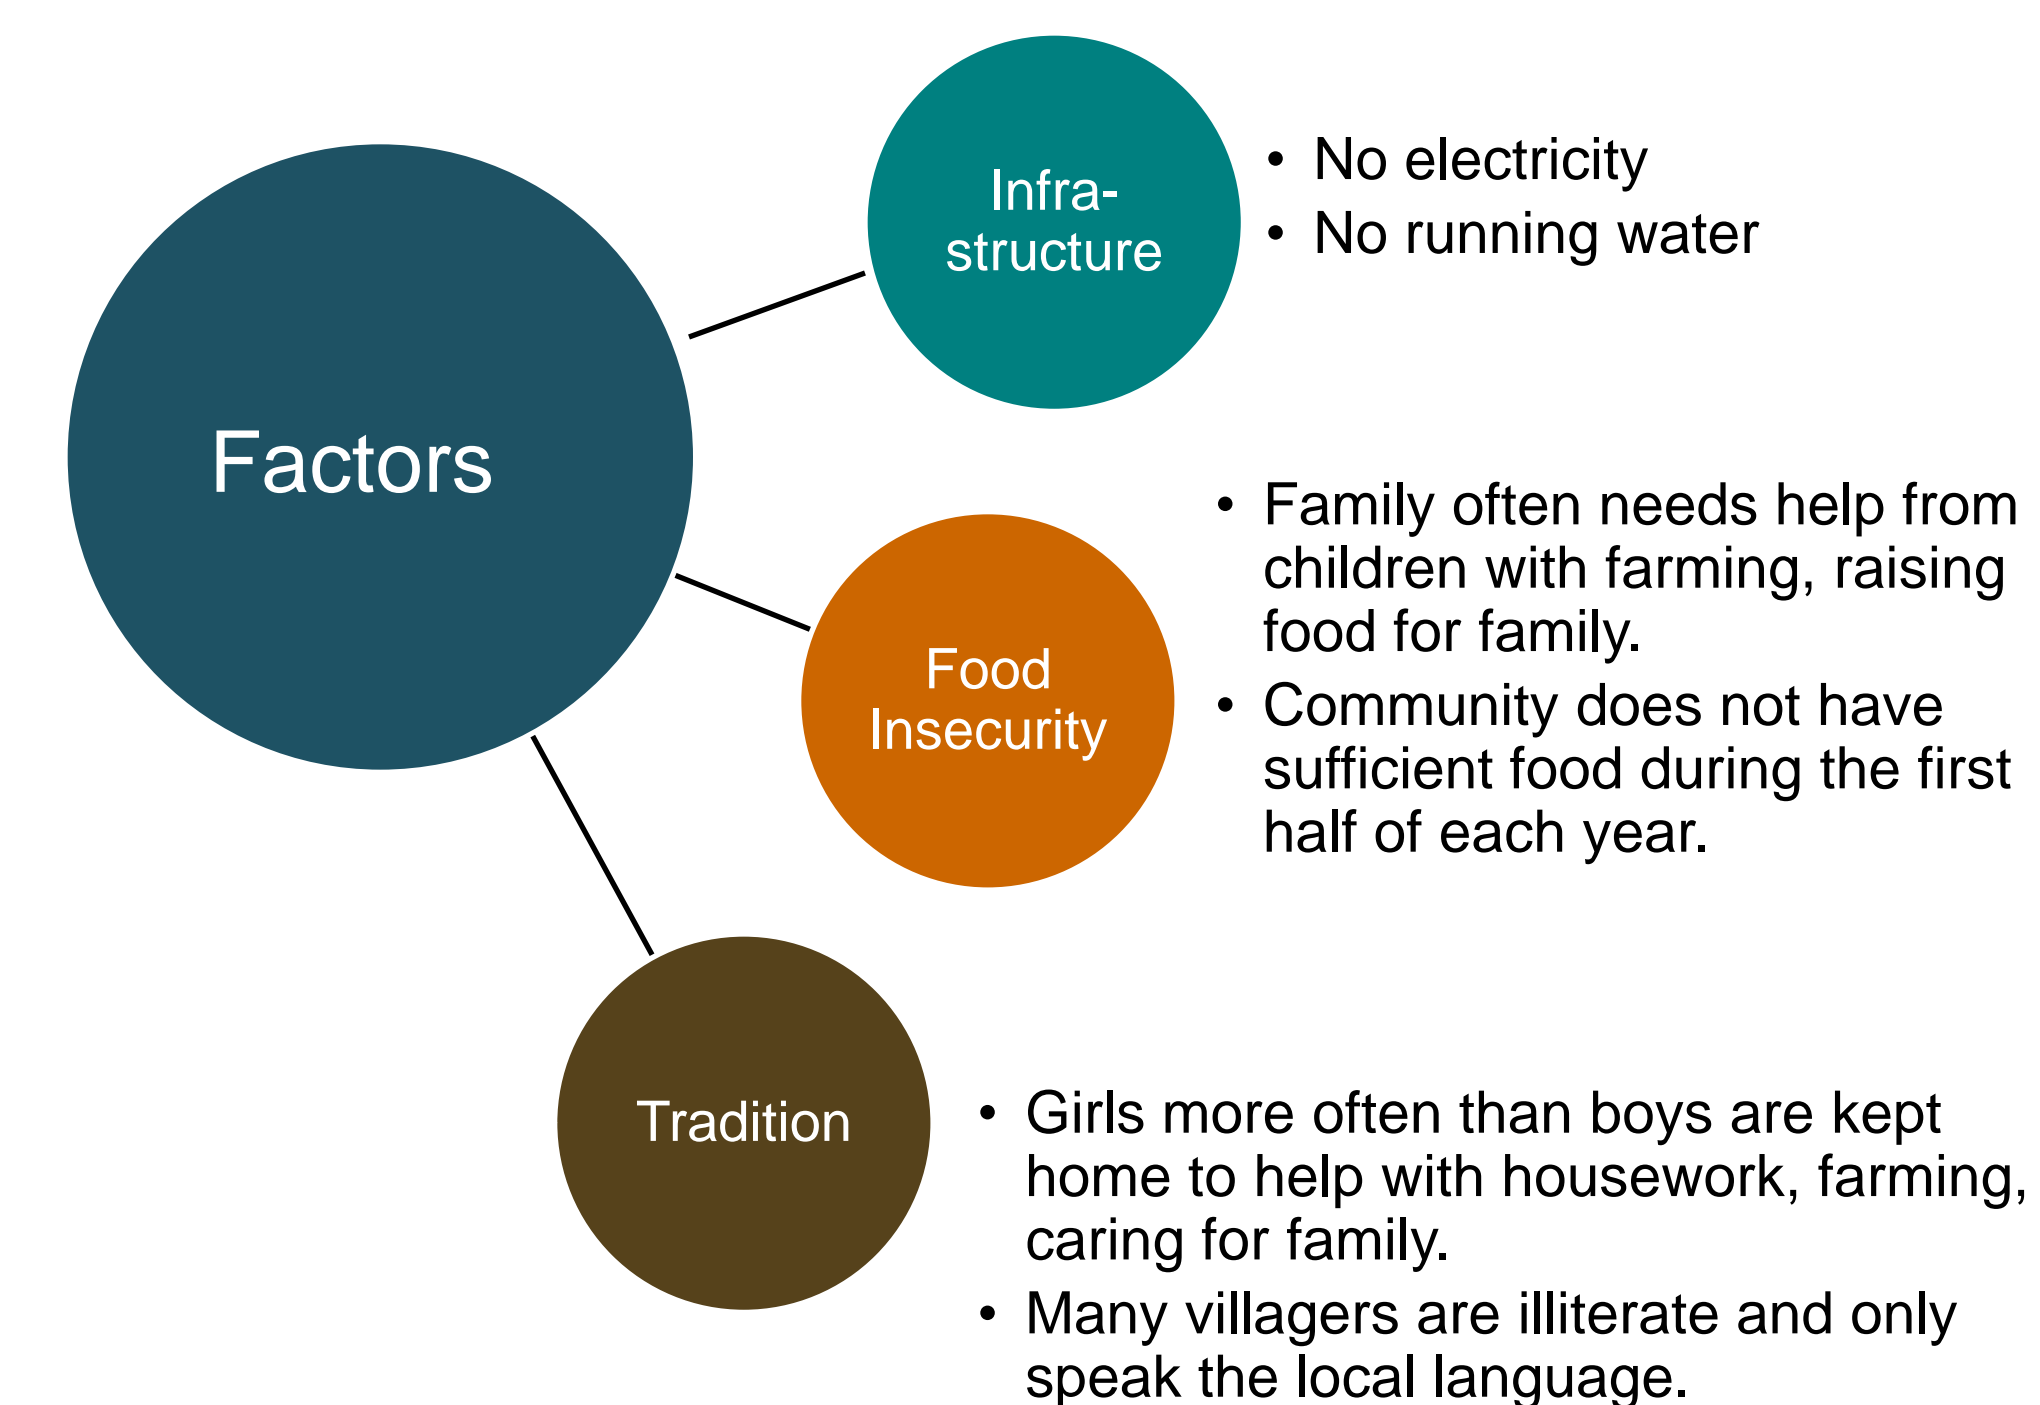 Factors
Infra-
structure
• No electricity
• No running water
Food
Insecurity
• Family often needs help from
children with farming, raising
food for family.
• Community does not have
sufficient food during the first
half of each year.
Tradition
• Girls more often than boys are kept
home to help with housework, farming,
caring for family.
• Many villagers are illiterate and only
speak the local language.